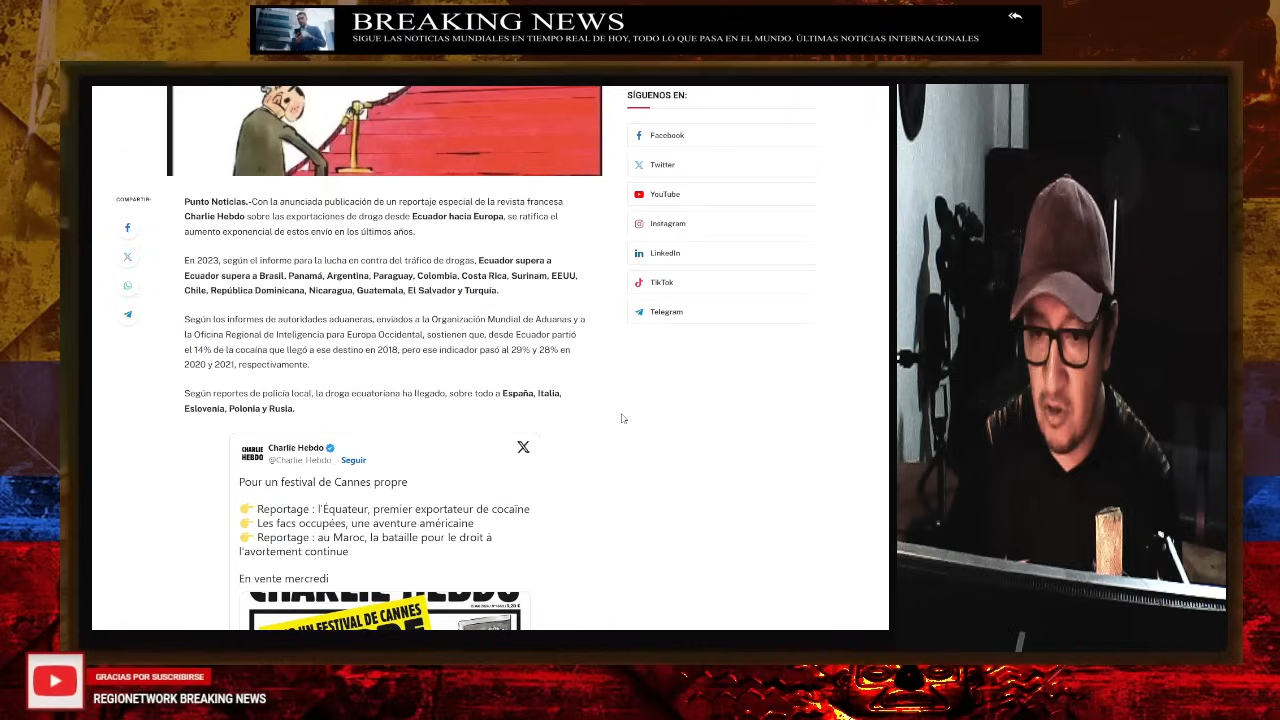 BREAKING NEWS
SIGUE LAS NOTICIAS MUNDIALES EN TIEMPO REAL DE HOY, TODO LO QUE PASA EN EL MUNDO. ÚLTIMAS NOTICIAS INTERNACIONALES
COMPARTIR:
Punto Noticias.-Con la anunciada publicación de un reportaje especial de la revista francesa
Charlie Hebdo sobre las exportaciones de droga desde Ecuador hacia Europa, se ratifica el
aumento exponencial de estos envío en los últimos años.
En 2023, según el informe para la lucha en contra del tráfico de drogas, Ecuador supera a
Ecuador supera a Brasil, Panamá, Argentina, Paraguay, Colombia, Costa Rica, Surinam, EEUU,
Chile, República Dominicana, Nicaragua, Guatemala, El Salvador y Turquía.
Según los informes de autoridades aduaneras, enviados a la Organización Mundial de Aduanas y a
la Oficina Regional de Inteligencia para Europa Occidental, sostienen que, desde Ecuador partió
el 14% de la cocaína que llegó a ese destino en 2018, pero ese indicador pasó al 29% y 28% en
2020 y 2021, respectivamente.
Según reportes de policía local, la droga ecuatoriana ha llegado, sobre todo a España, Italia,
Eslovenia, Polonia y Rusia.
CHARLIE HEBDO
Charlie Hebdo
@Charlie_Hebdo_ · Seguir
Pour un festival de Cannes propre
👉 Reportage : l'Équateur, premier exportateur de cocaïne
👉 Les facs occupées, une aventure américaine
👉 Reportage : au Maroc, la bataille pour le droit à
l'avortement continue
En vente mercredi
CHARLIE HEBDO
UN FESTIVAL DE CANNES
SÍGUENOS EN:
Facebook
Twitter
YouTube
Instagram
LinkedIn
TikTok
Telegram
GRACIAS POR SUSCRIBIRSE
REGIONETWORK BREAKING NEWS